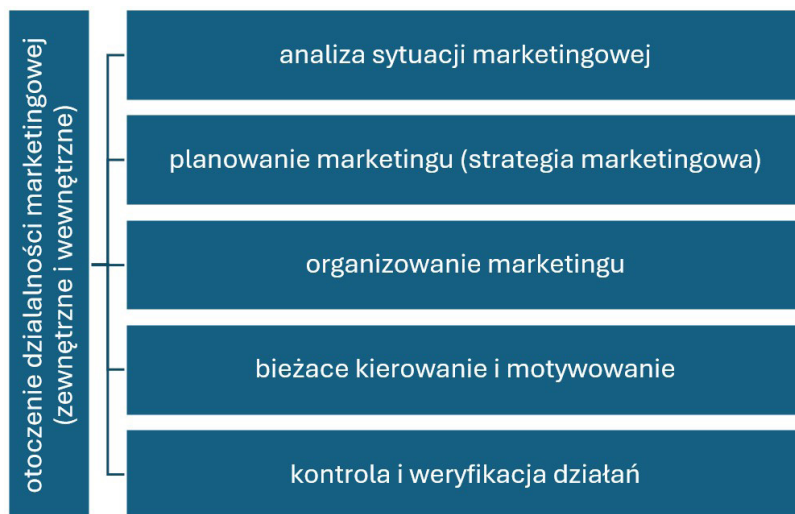 otoczenie dzialalności marketingowej
(zewnętrzne i wewnętrzne)
analiza sytuacji marketingowej
planowanie marketingu (strategia marketingowa)
organizowanie marketingu
bieżace kierowanie i motywowanie
kontrola i weryfikacja działań